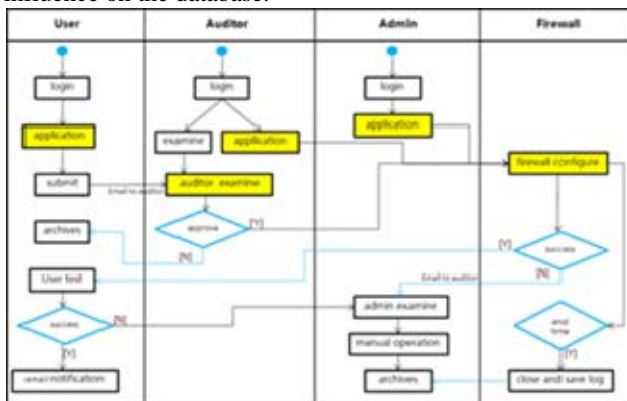 influence on the database.
User Auditor Admin Firewall
login login login
application examine application application firewall configure
submit Email to auditor auditor examine
archives approve [Y] success [Y]
[N] [N]
User test Email to auditor
success [N] admin examine end time
manual operation
[Y] [Y]
email notification archives close and save log